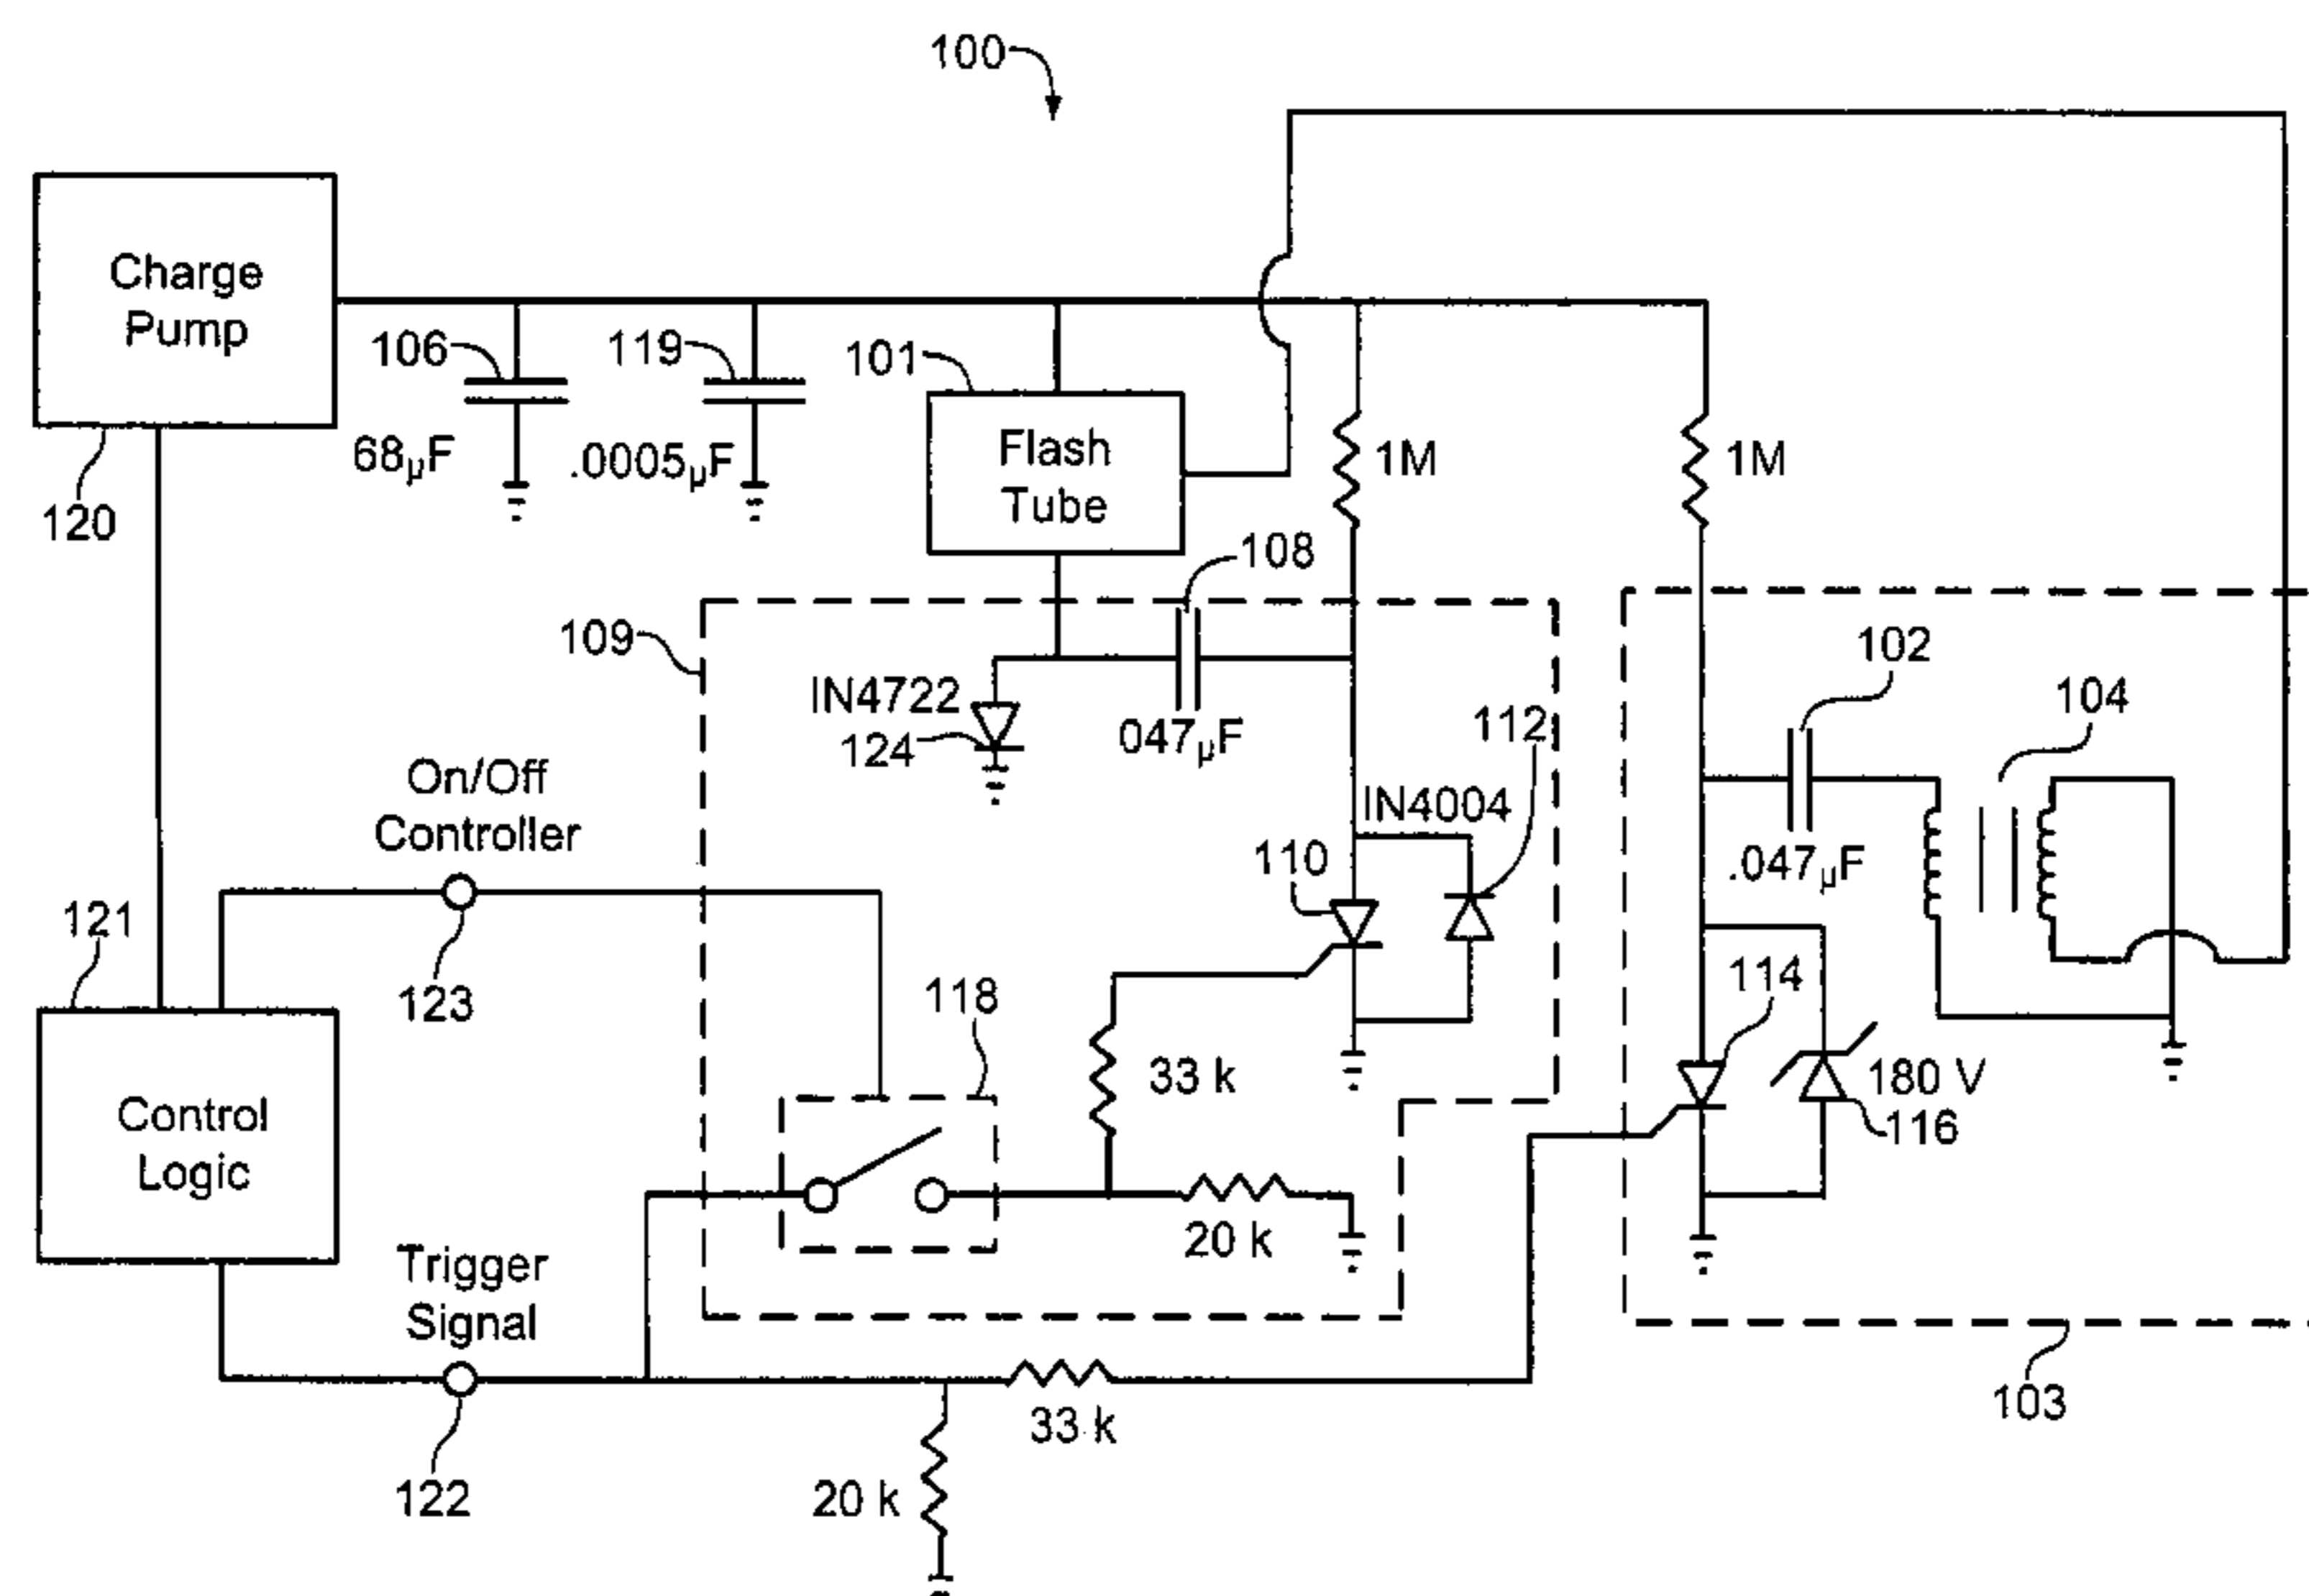 100
Charge
Pump
106
119
101
68µF
.0005µF
Flash
Tube
1M
1M
120
108
109
102
IN4722
124
047µF
112
104
On/Off
Controller
IN4004
110
.047µF
121
123
118
114
33 k
180 V
116
Control
Logic
20 k
Trigger
Signal
33 k
103
122
20 k